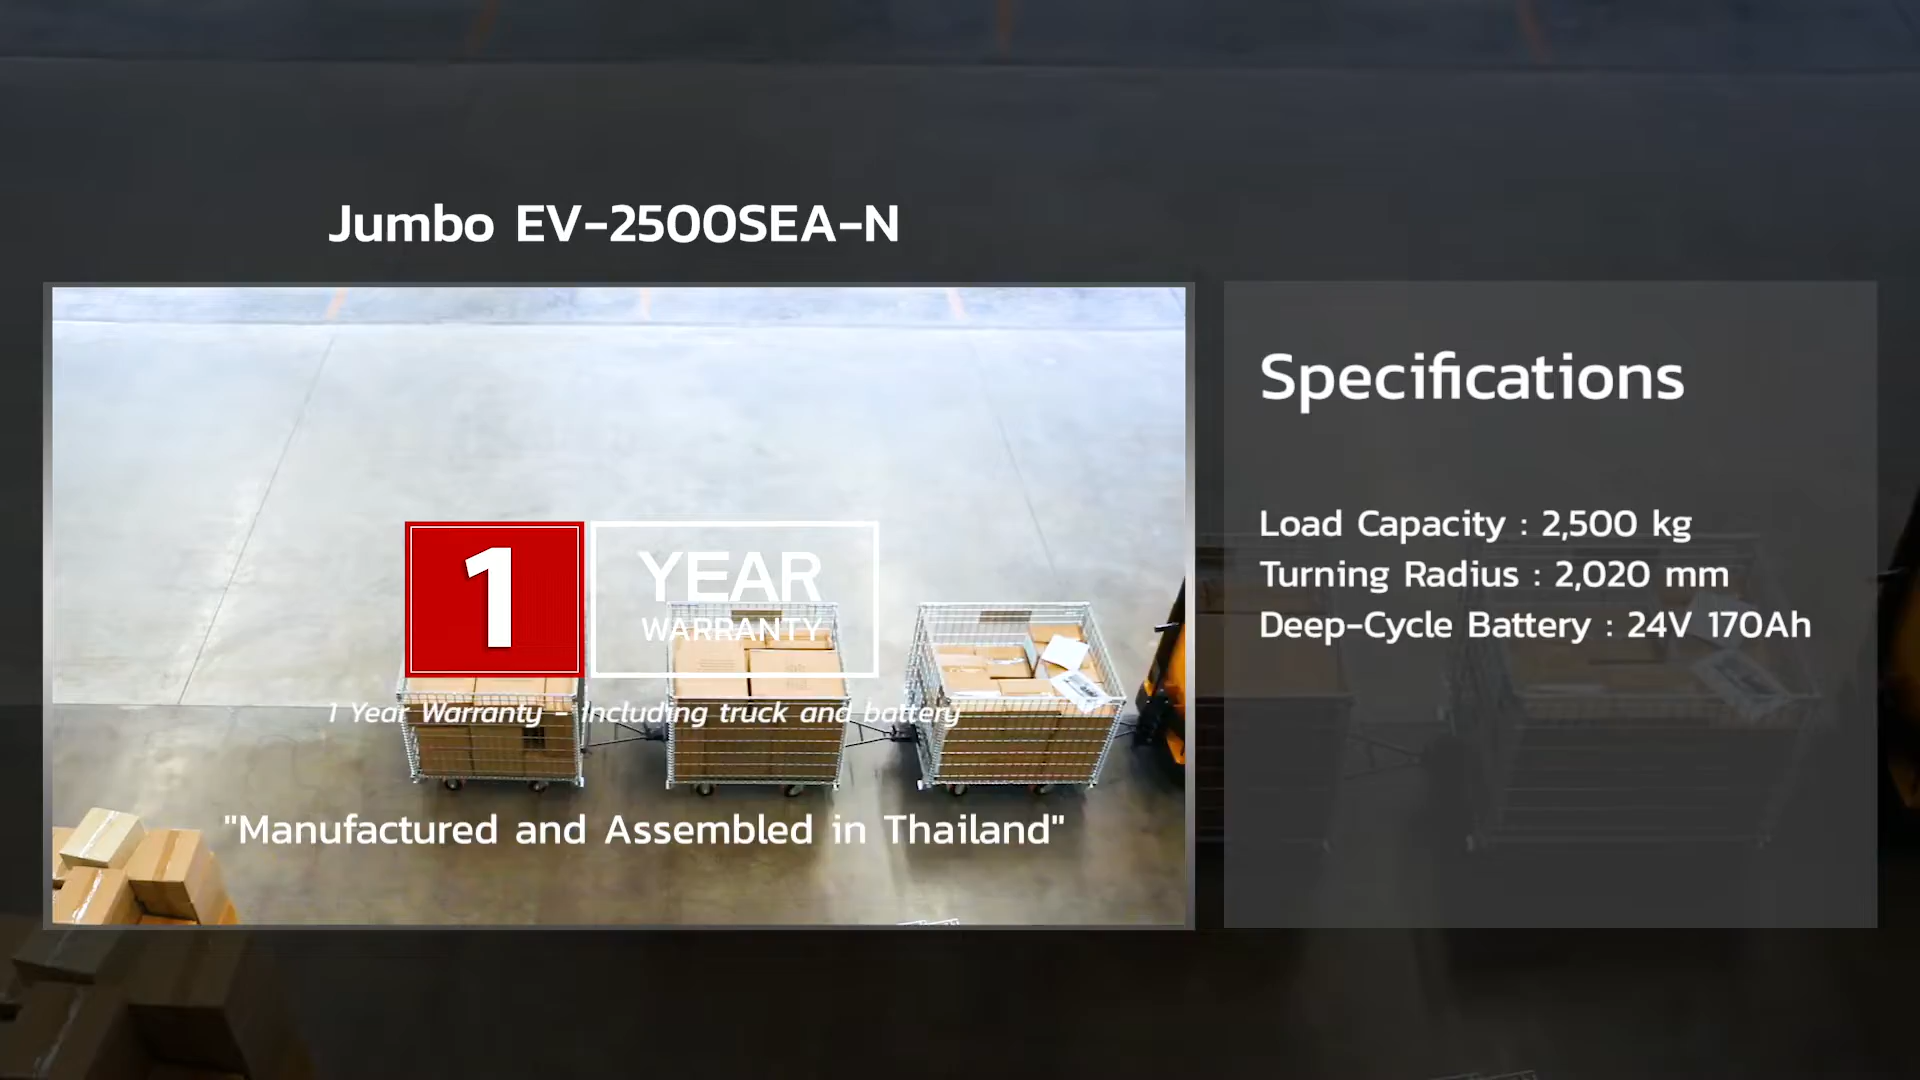 Jumbo EV-2500SEA-N
1
YEAR
WARRANTY
1 Year Warranty - including truck and battery
"Manufactured and Assembled in Thailand"
Specifications
Load Capacity : 2,500 kg
Turning Radius : 2,020 mm
Deep-Cycle Battery : 24V 170Ah